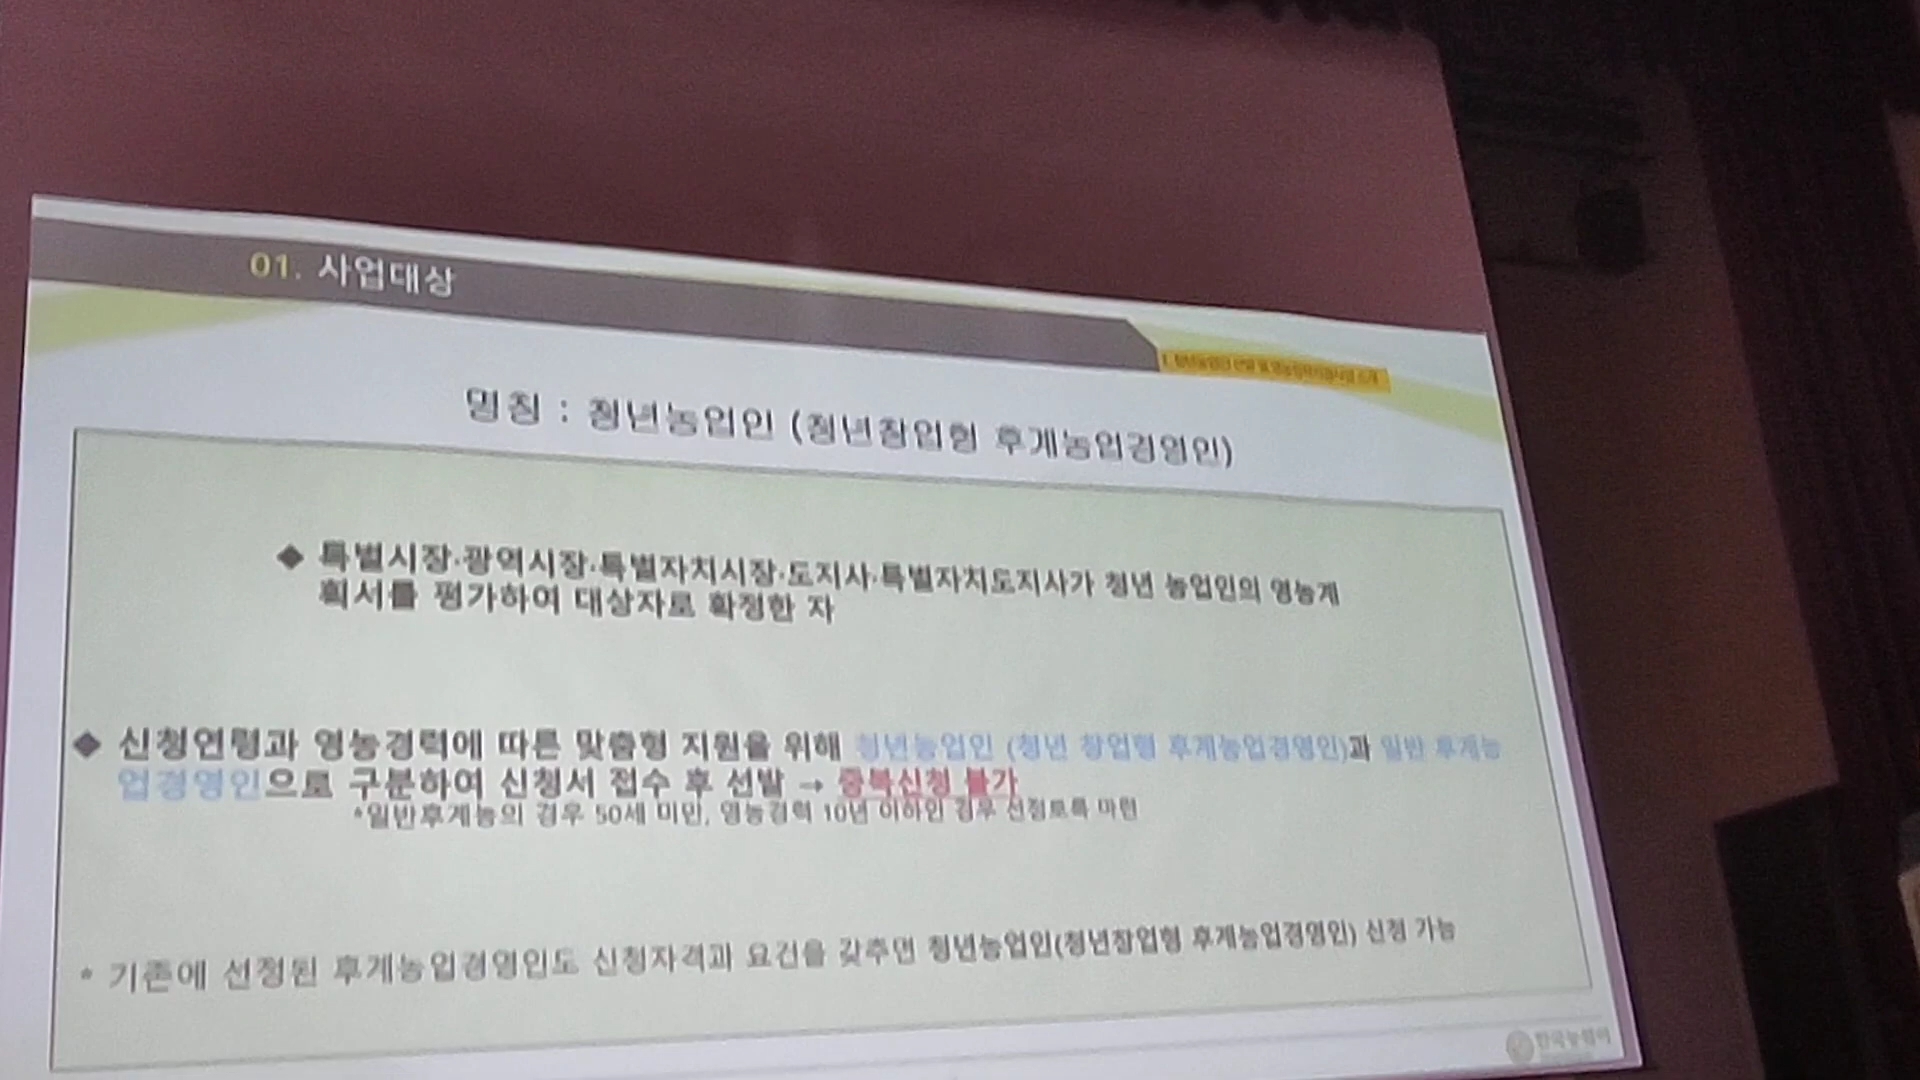 01. 사업대상
명칭 : 청년농업인 (청년창업형 후계농업경영인)
◆ 특별시장·광역시장·특별자치시장·도지사·특별자치도지사가 청년 농업인의 영농계
획서를 평가하여 대상자로 확정한 자
◆ 신청연령과 영농경력에 따른 맞춤형 지원을 위해 청년농업인 (청년 창업형 후계농업경영인)과 일반 후계농
업경영인으로 구분하여 신청서 접수 후 선발 → 중복신청 불가
*일반후계농의 경우 50세 미만, 영농경력 10년 이하인 경우 선정토록 마련
* 기존에 선정된 후계농업경영인도 신청자격과 요건을 갖추면 청년농업인(청년창업형 후계농업경영인) 신청 가능